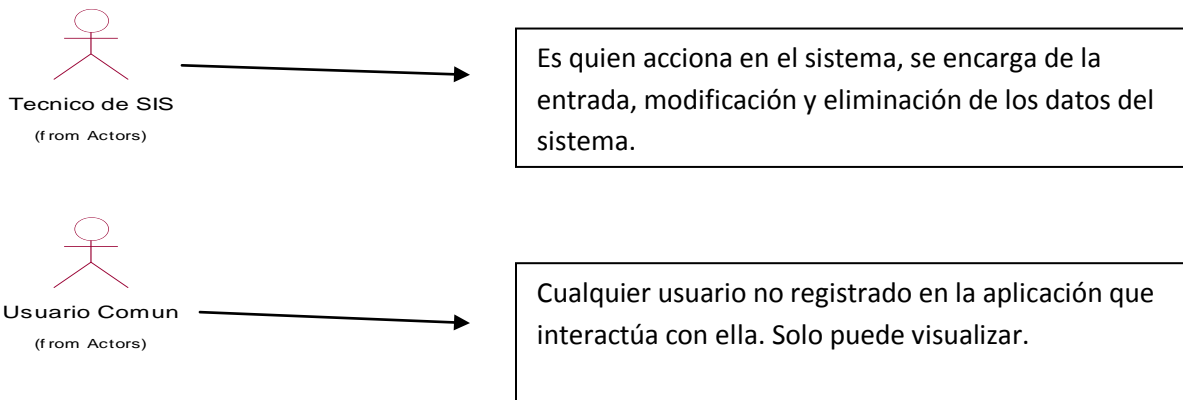 Tecnico de SIS
(from Actors)
Es quien acciona en el sistema, se encarga de la
entrada, modificación y eliminación de los datos del
sistema.
Usuario Comun
(from Actors)
Cualquier usuario no registrado en la aplicación que
interactúa con ella. Solo puede visualizar.